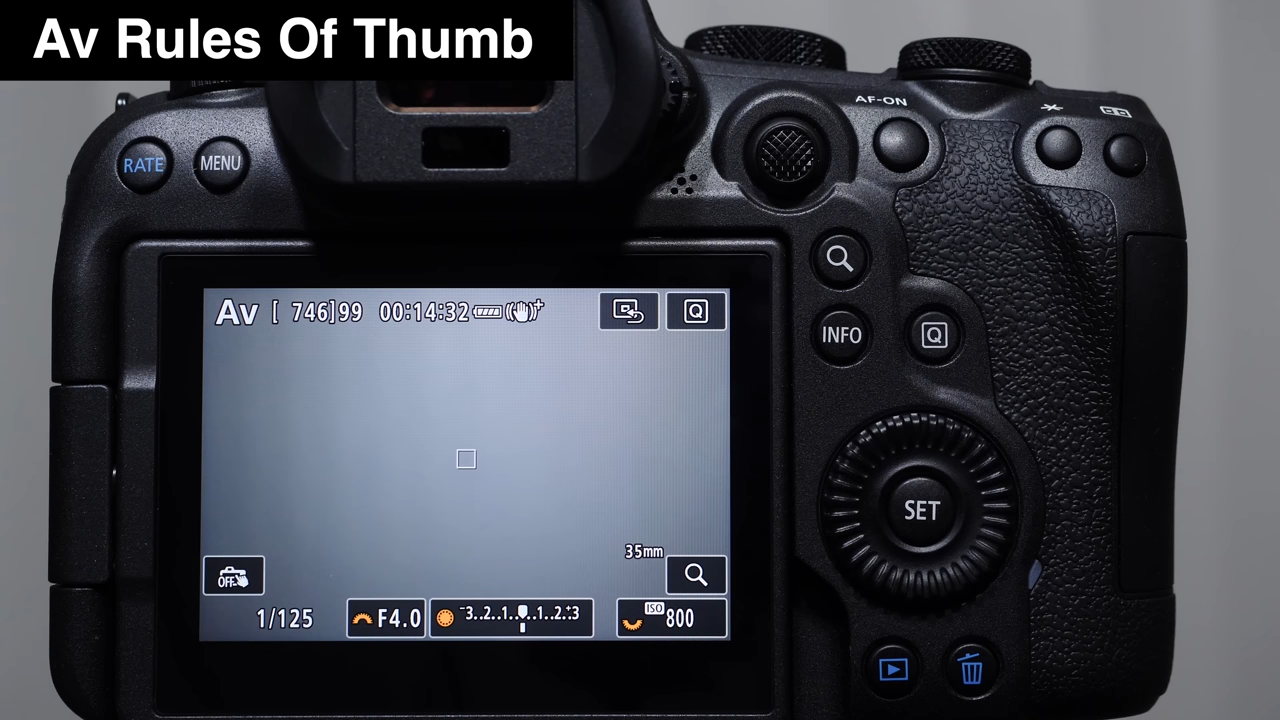 Av Rules Of Thumb
AF-ON
RATE
MENU
INFO
Q
Av [ 746]99 00:14:32
Q
35mm
OFF
1/125 F4.0 -3..2..1..0..1..2..+3 ISO 800
SET